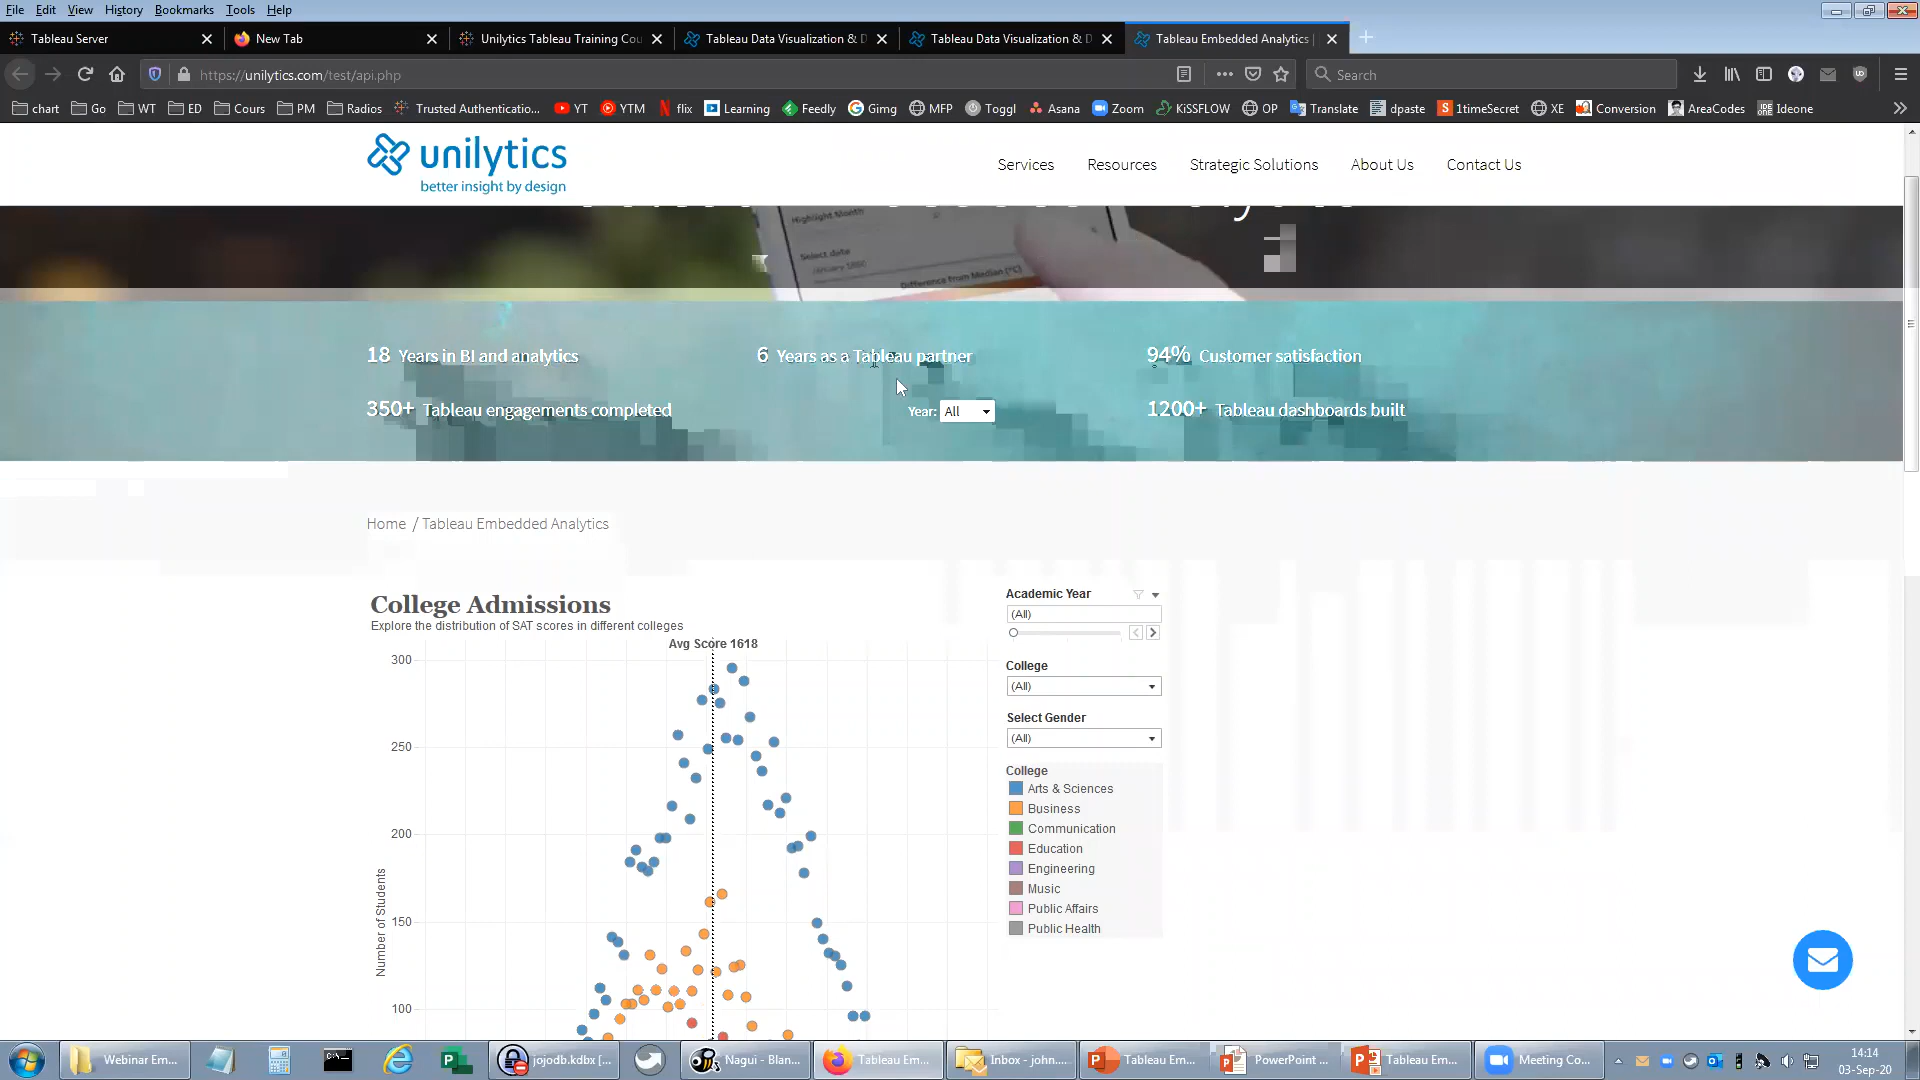 File Edit View History Bookmarks Tools Help
Tableau Server
New Tab
Unilytics Tableau Training Cou
Tableau Data Visualization & D
Tableau Data Visualization & D
Tableau Embedded Analytics |
https://unilytics.com/test/api.php
Search
chart Go WT ED Cours PM Radios Trusted Authenticatio... YT YTM flix Learning Feedly Gimg MFP Toggl Asana Zoom KiSSFLOW OP Translate dpaste 1timeSecret XE Conversion AreaCodes Ideone
unilytics
better insight by design
Services Resources Strategic Solutions About Us Contact Us
Highlight Month
Select date
Difference from Median (°C)
18 Years in BI and analytics
6 Years as a Tableau partner
94% Customer satisfaction
350+ Tableau engagements completed
Year: All
1200+ Tableau dashboards built
Home / Tableau Embedded Analytics
College Admissions
Explore the distribution of SAT scores in different colleges
Avg Score 1618
300
250
200
150
100
Number of Students
Academic Year
(All)
College
(All)
Select Gender
(All)
College
Arts & Sciences
Business
Communication
Education
Engineering
Music
Public Affairs
Public Health
Webinar Em...
jojodb.kdbx [...
Nagui - Blan...
Tableau Em...
Inbox - john....
Tableau Em...
PowerPoint ...
Tableau Em...
Meeting Co...
14:14
03-Sep-20